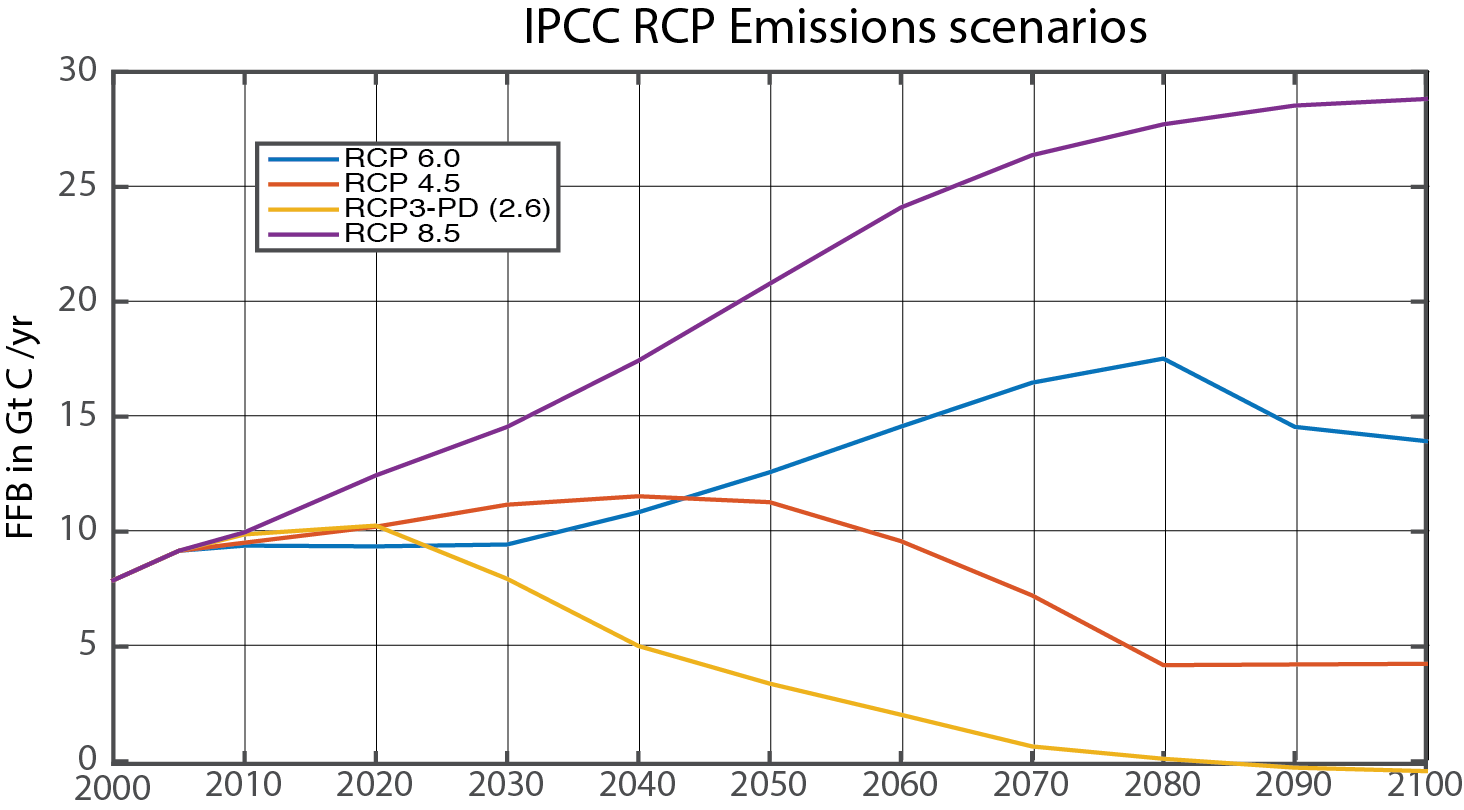 IPCC RCP Emissions scenarios
30
25
20
15
10
5
0
FFB in Gt C /yr
RCP 6.0
RCP 4.5
RCP3-PD (2.6)
RCP 8.5
2000 2010 2020 2030 2040 2050 2060 2070 2080 2090 2100